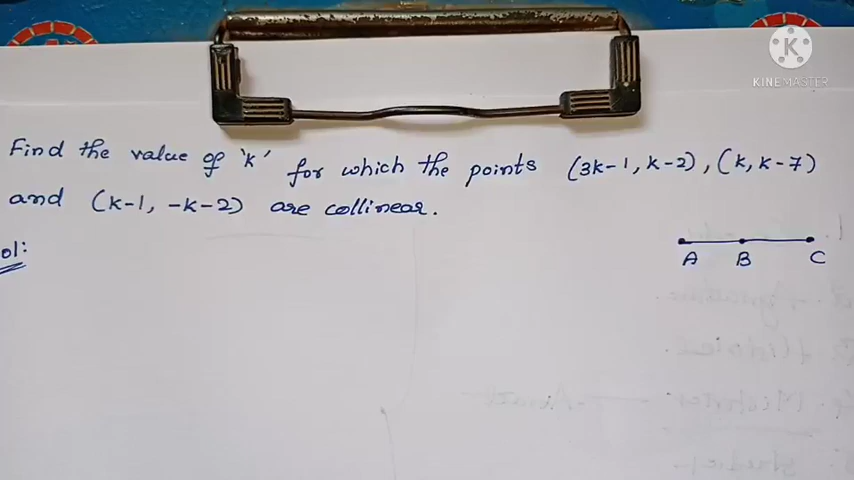 K
KINEMASTER
Find the value of 'k' for which the points (3k-1, k-2), (k, k-7)
and (k-1, -k-2) are collinear.
ol:
A B C